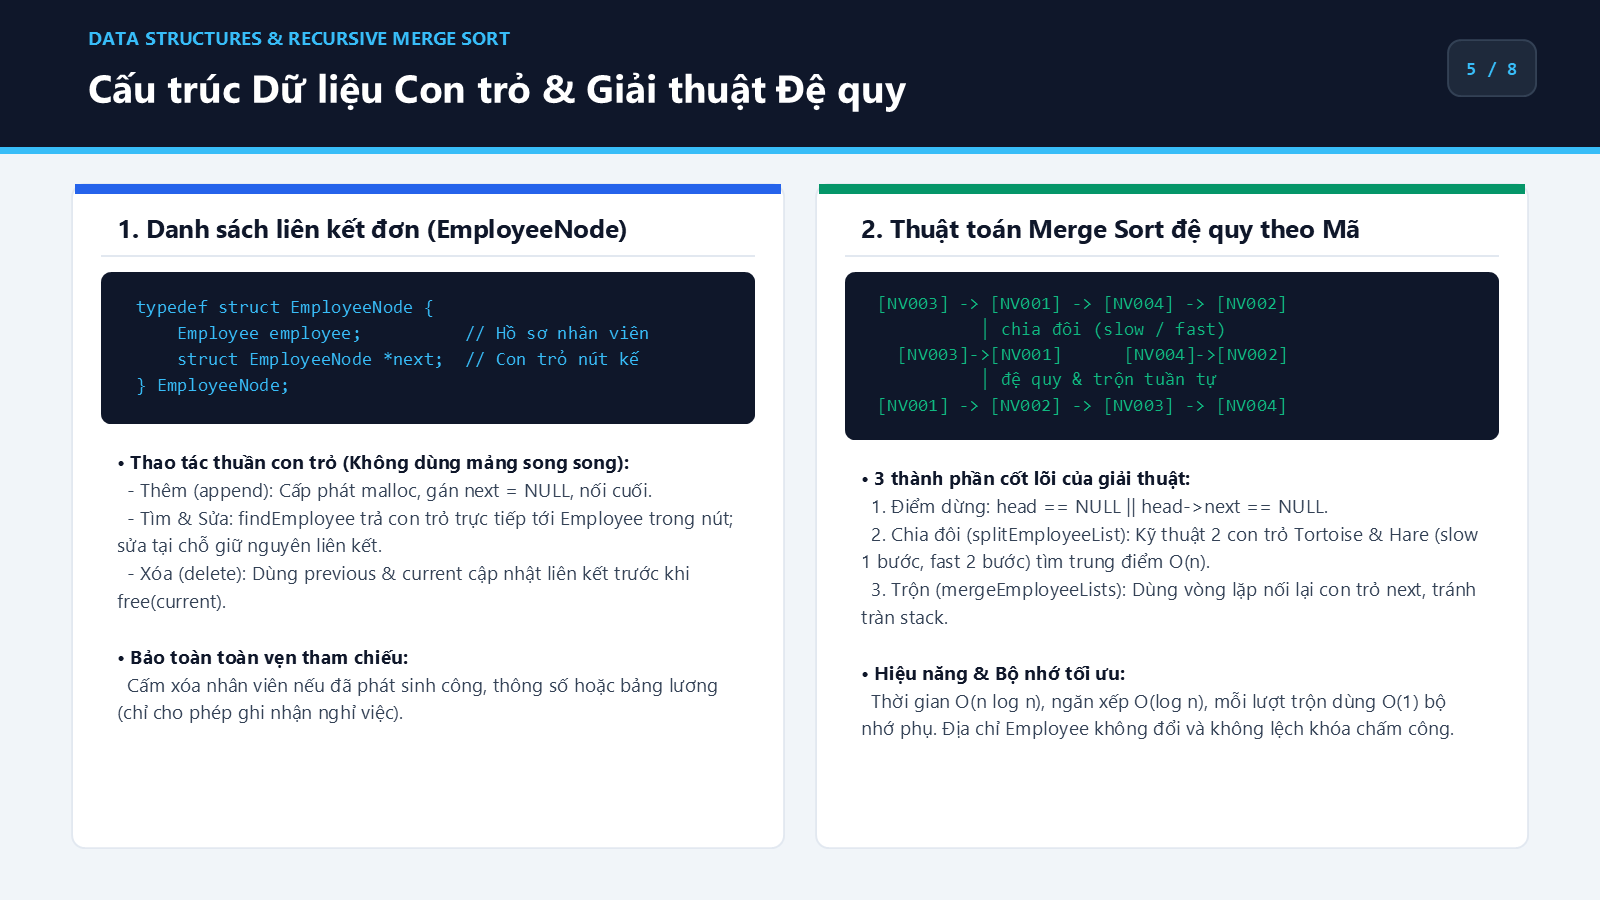 DATA STRUCTURES & RECURSIVE MERGE SORT
Cấu trúc Dữ liệu Con trỏ & Giải thuật Đệ quy
5 / 8
1. Danh sách liên kết đơn (EmployeeNode)
typedef struct EmployeeNode {
    Employee employee;          // Hồ sơ nhân viên
    struct EmployeeNode *next;  // Con trỏ nút kế
} EmployeeNode;
• Thao tác thuần con trỏ (Không dùng mảng song song):
- Thêm (append): Cấp phát malloc, gán next = NULL, nối cuối.
- Tìm & Sửa: findEmployee trả con trỏ trực tiếp tới Employee trong nút;
sửa tại chỗ giữ nguyên liên kết.
- Xóa (delete): Dùng previous & current cập nhật liên kết trước khi
free(current).
• Bảo toàn toàn vẹn tham chiếu:
Cấm xóa nhân viên nếu đã phát sinh công, thông số hoặc bảng lương
(chỉ cho phép ghi nhận nghỉ việc).
2. Thuật toán Merge Sort đệ quy theo Mã
[NV003] -> [NV001] -> [NV004] -> [NV002]
│ chia đôi (slow / fast)
[NV003]->[NV001]      [NV004]->[NV002]
│ đệ quy & trộn tuần tự
[NV001] -> [NV002] -> [NV003] -> [NV004]
• 3 thành phần cốt lõi của giải thuật:
1. Điểm dừng: head == NULL || head->next == NULL.
2. Chia đôi (splitEmployeeList): Kỹ thuật 2 con trỏ Tortoise & Hare (slow
1 bước, fast 2 bước) tìm trung điểm O(n).
3. Trộn (mergeEmployeeLists): Dùng vòng lặp nối lại con trỏ next, tránh
tràn stack.
• Hiệu năng & Bộ nhớ tối ưu:
Thời gian O(n log n), ngăn xếp O(log n), mỗi lượt trộn dùng O(1) bộ
nhớ phụ. Địa chỉ Employee không đổi và không lệch khóa chấm công.